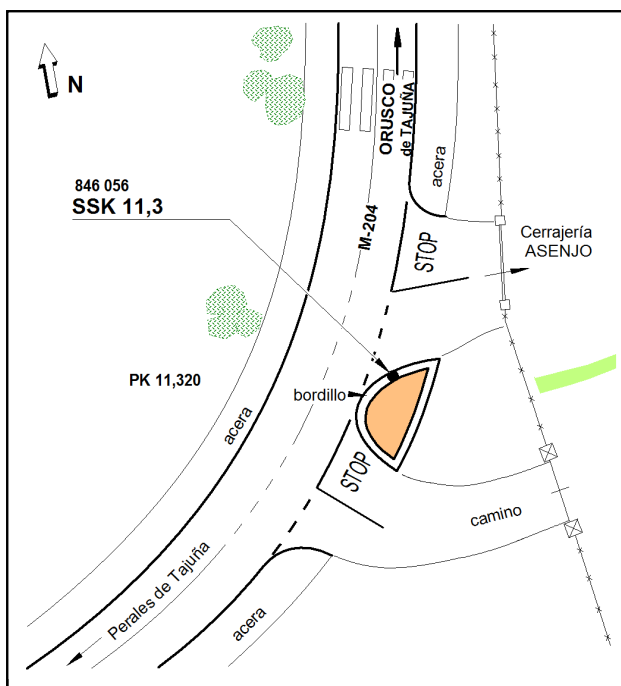 N
ORUSCO
de TAJUÑA
acera
846 056
SSK 11,3
M-204
STOP
Cerrajería
ASENJO
PK 11,320
bordillo
acera
STOP
camino
Perales de Tajuña
acera